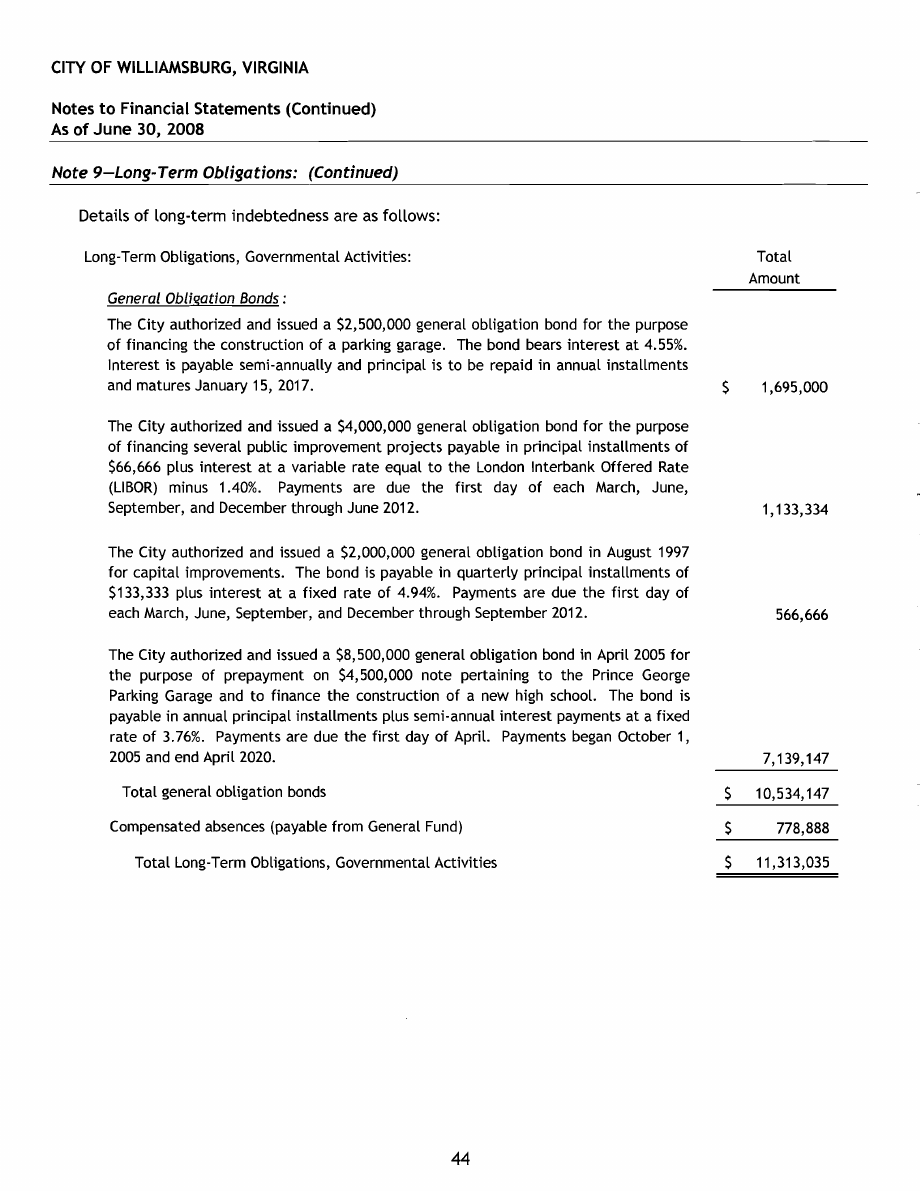 CITY OF WILLIAMSBURG, VIRGINIA
Notes to Financial Statements (Continued)
As of June 30, 2008
Note 9—Long-Term Obligations: (Continued)
Details of long-term indebtedness are as follows:
Long-Term Obligations, Governmental Activities: Total
Amount
General Obligation Bonds :
The City authorized and issued a $2,500,000 general obligation bond for the purpose
of financing the construction of a parking garage. The bond bears interest at 4.55%.
Interest is payable semi-annually and principal is to be repaid in annual installments
and matures January 15, 2017. $ 1,695,000
The City authorized and issued a $4,000,000 general obligation bond for the purpose
of financing several public improvement projects payable in principal installments of
$66,666 plus interest at a variable rate equal to the London Interbank Offered Rate
(LIBOR) minus 1.40%. Payments are due the first day of each March, June,
September, and December through June 2012. 1,133,334
The City authorized and issued a $2,000,000 general obligation bond in August 1997
for capital improvements. The bond is payable in quarterly principal installments of
$133,333 plus interest at a fixed rate of 4.94%. Payments are due the first day of
each March, June, September, and December through September 2012. 566,666
The City authorized and issued a $8,500,000 general obligation bond in April 2005 for
the purpose of prepayment on $4,500,000 note pertaining to the Prince George
Parking Garage and to finance the construction of a new high school. The bond is
payable in annual principal installments plus semi-annual interest payments at a fixed
rate of 3.76%. Payments are due the first day of April. Payments began October 1,
2005 and end April 2020. 7,139,147
Total general obligation bonds $ 10,534,147
Compensated absences (payable from General Fund) $ 778,888
Total Long-Term Obligations, Governmental Activities $ 11,313,035
44